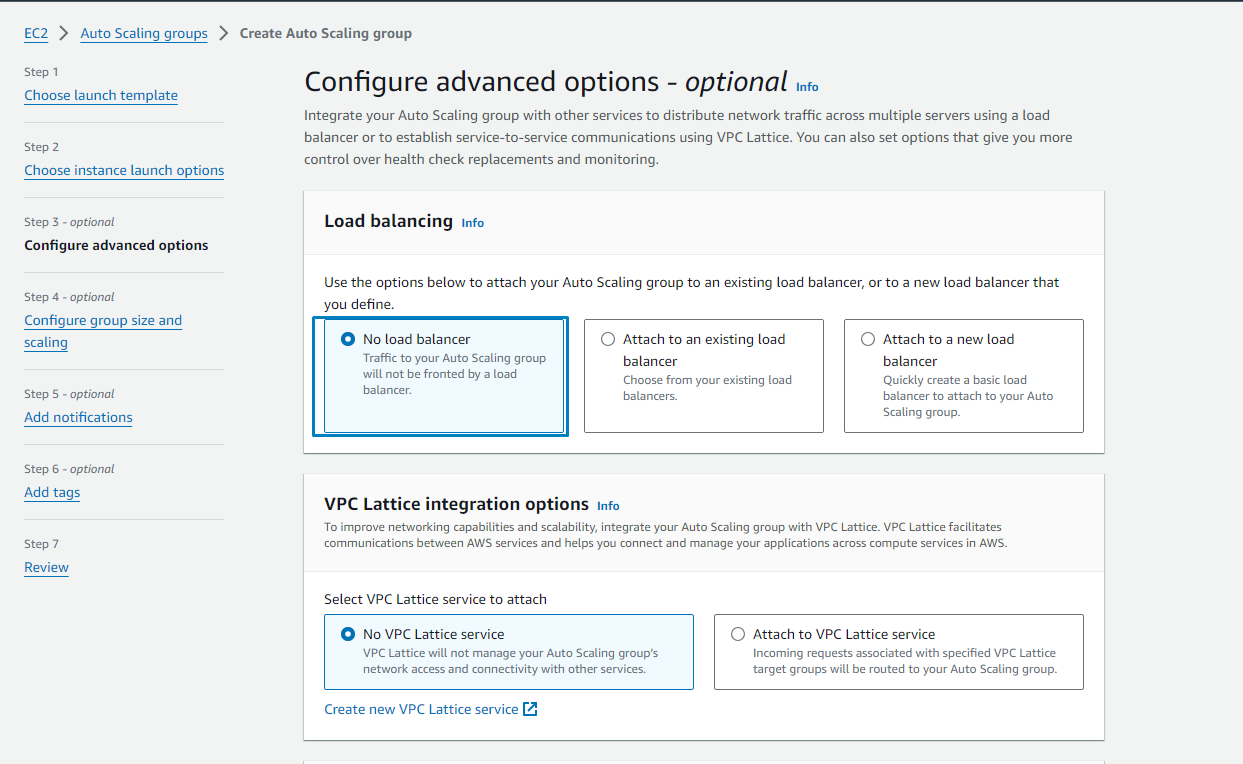 EC2 > Auto Scaling groups > Create Auto Scaling group
Step 1
Choose launch template
Step 2
Choose instance launch options
Step 3 - optional
Configure advanced options
Step 4 - optional
Configure group size and
scaling
Step 5 - optional
Add notifications
Step 6 - optional
Add tags
Step 7
Review
Configure advanced options - optional Info
Integrate your Auto Scaling group with other services to distribute network traffic across multiple servers using a load
balancer or to establish service-to-service communications using VPC Lattice. You can also set options that give you more
control over health check replacements and monitoring.
Load balancing Info
Use the options below to attach your Auto Scaling group to an existing load balancer, or to a new load balancer that
you define.
No load balancer
Traffic to your Auto Scaling group
will not be fronted by a load
balancer.
Attach to an existing load
balancer
Choose from your existing load
balancers.
Attach to a new load
balancer
Quickly create a basic load
balancer to attach to your Auto
Scaling group.
VPC Lattice integration options Info
To improve networking capabilities and scalability, integrate your Auto Scaling group with VPC Lattice. VPC Lattice facilitates
communications between AWS services and helps you connect and manage your applications across compute services in AWS.
Select VPC Lattice service to attach
No VPC Lattice service
VPC Lattice will not manage your Auto Scaling group's
network access and connectivity with other services.
Attach to VPC Lattice service
Incoming requests associated with specified VPC Lattice
target groups will be routed to your Auto Scaling group.
Create new VPC Lattice service